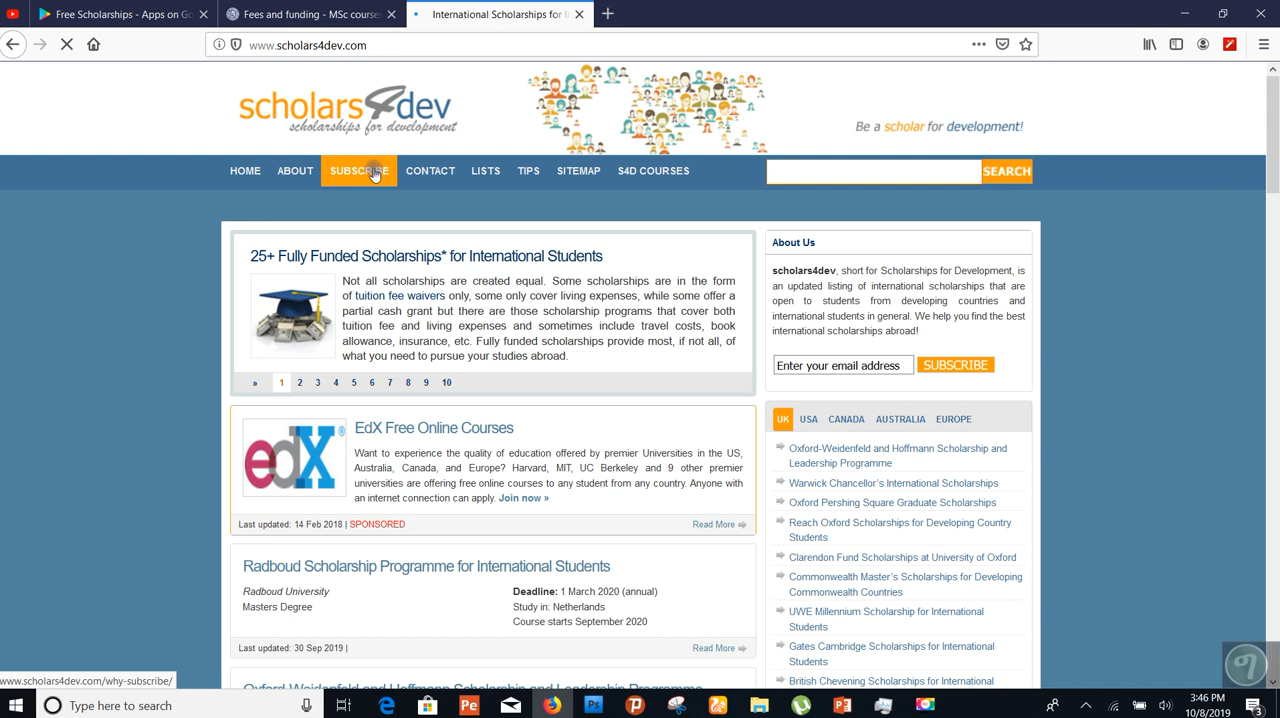 Free Scholarships - Apps on Go
Fees and funding - MSc course
International Scholarships for I
www.scholars4dev.com
scholars4dev
scholarships for development
Be a scholar for development!
HOME ABOUT SUBSCRIBE CONTACT LISTS TIPS SITEMAP S4D COURSES
SEARCH
25+ Fully Funded Scholarships* for International Students
Not all scholarships are created equal. Some scholarships are in the form
of tuition fee waivers only, some only cover living expenses, while some offer a
partial cash grant but there are those scholarship programs that cover both
tuition fee and living expenses and sometimes include travel costs, book
allowance, insurance, etc. Fully funded scholarships provide most, if not all, of
what you need to pursue your studies abroad.
» 1 2 3 4 5 6 7 8 9 10
edX®
EdX Free Online Courses
Want to experience the quality of education offered by premier Universities in the US,
Australia, Canada, and Europe? Harvard, MIT, UC Berkeley and 9 other premier
universities are offering free online courses to any student from any country. Anyone with
an internet connection can apply. Join now »
Last updated: 14 Feb 2018 | SPONSORED
Read More
Radboud Scholarship Programme for International Students
Radboud University
Masters Degree
Deadline: 1 March 2020 (annual)
Study in: Netherlands
Course starts September 2020
Last updated: 30 Sep 2019 |
Read More
Oxford-Weidenfeld and Hoffmann Scholarship and Leadership Programme
About Us
scholars4dev, short for Scholarships for Development, is
an updated listing of international scholarships that are
open to students from developing countries and
international students in general. We help you find the best
international scholarships abroad!
Enter your email address
SUBSCRIBE
UK USA CANADA AUSTRALIA EUROPE
Oxford-Weidenfeld and Hoffmann Scholarship and
Leadership Programme
Warwick Chancellor's International Scholarships
Oxford Pershing Square Graduate Scholarships
Reach Oxford Scholarships for Developing Country
Students
Clarendon Fund Scholarships at University of Oxford
Commonwealth Master's Scholarships for Developing
Commonwealth Countries
UWE Millennium Scholarship for International
Students
Gates Cambridge Scholarships for International
Students
British Chevening Scholarships for International
www.scholars4dev.com/why-subscribe/
Type here to search
3:46 PM
10/8/2019
3